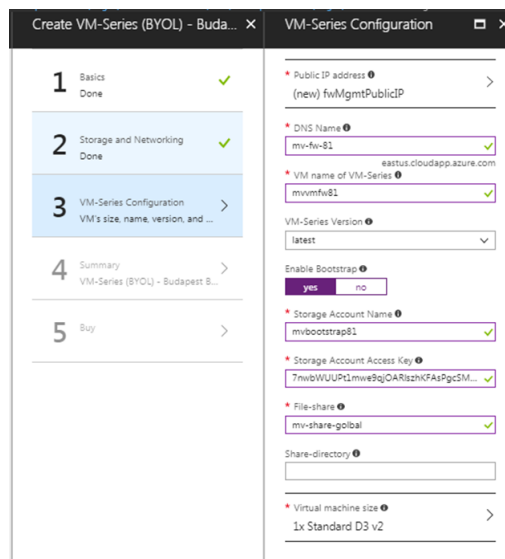 Create VM-Series (BYOL) - Buda...
1
Basics
Done
2
Storage and Networking
Done
3
VM-Series Configuration
VM's size, name, version, and ...
4
Summary
VM-Series (BYOL) - Budapest B...
5
Buy
VM-Series Configuration
* Public IP address
(new) fwMgmtPublicIP
* DNS Name
mv-fw-81
eastus.cloudapp.azure.com
* VM name of VM-Series
mvvmfw81
VM-Series Version
latest
Enable Bootstrap
yes no
* Storage Account Name
mvbootstrap81
* Storage Account Access Key
7nwbWUUPt1mwe9qjOARlszhKFAsPgcSM...
* File-share
mv-share-golbal
Share-directory
* Virtual machine size
1x Standard D3 v2